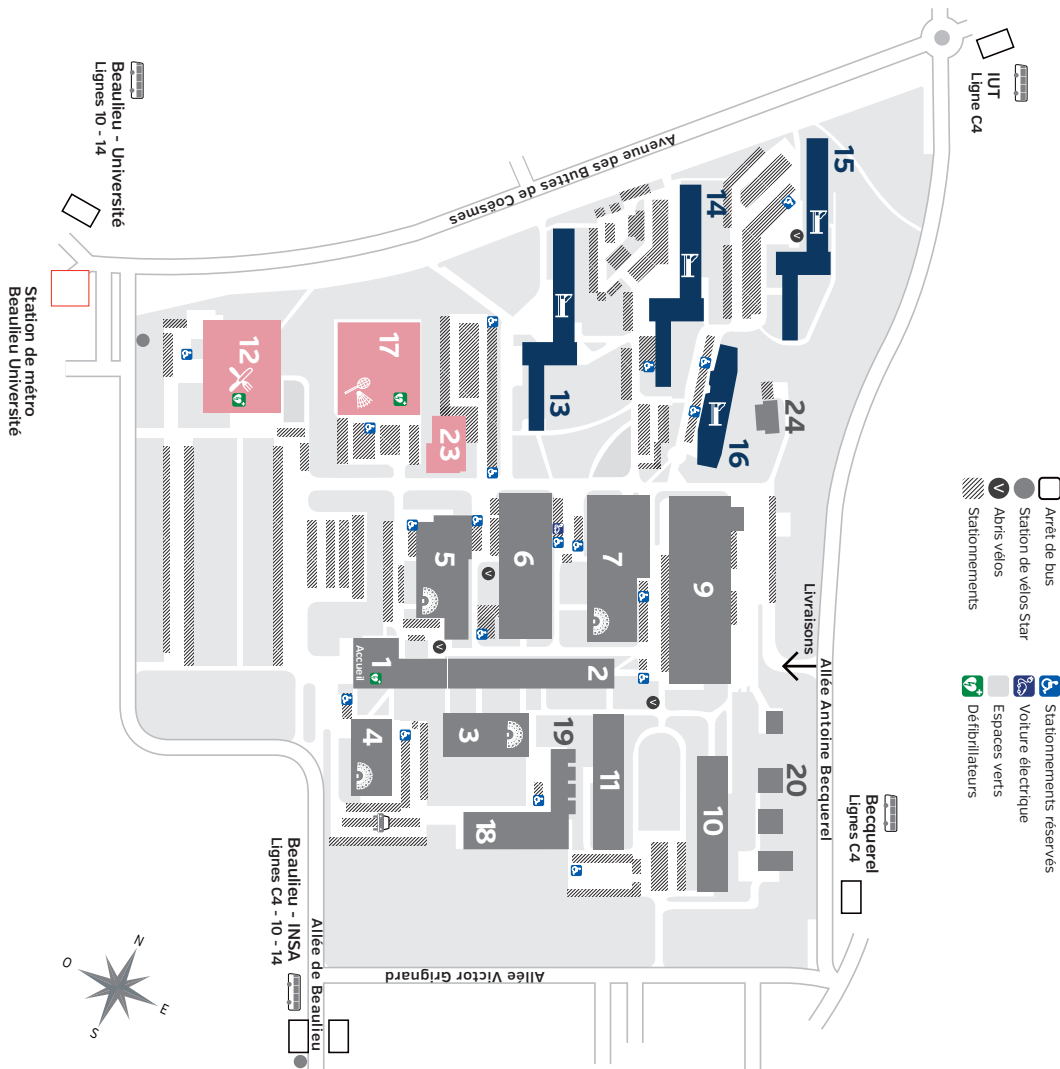 IUT
Ligne C4
Beaulieu - Université
Lignes 10 - 14
Avenue des Buttes de Coësmes
Station de métro
Beaulieu Université
15
14
13
16
24
12
17
23
5
6
7
9
1
Accueil
2
3
4
19
11
18
10
20
V
V
V
V
Livraisons
Allée Antoine Becquerel
Becquerel
Lignes C4
Beaulieu - INSA
Lignes C4 - 10 - 14
Allée de Beaulieu
Allée Victor Grignard
N
O
E
S
Arrêt de bus
Station de vélos Star
V Abris vélos
Stationnements
Stationnements réservés
Voiture électrique
Espaces verts
Défibrillateurs